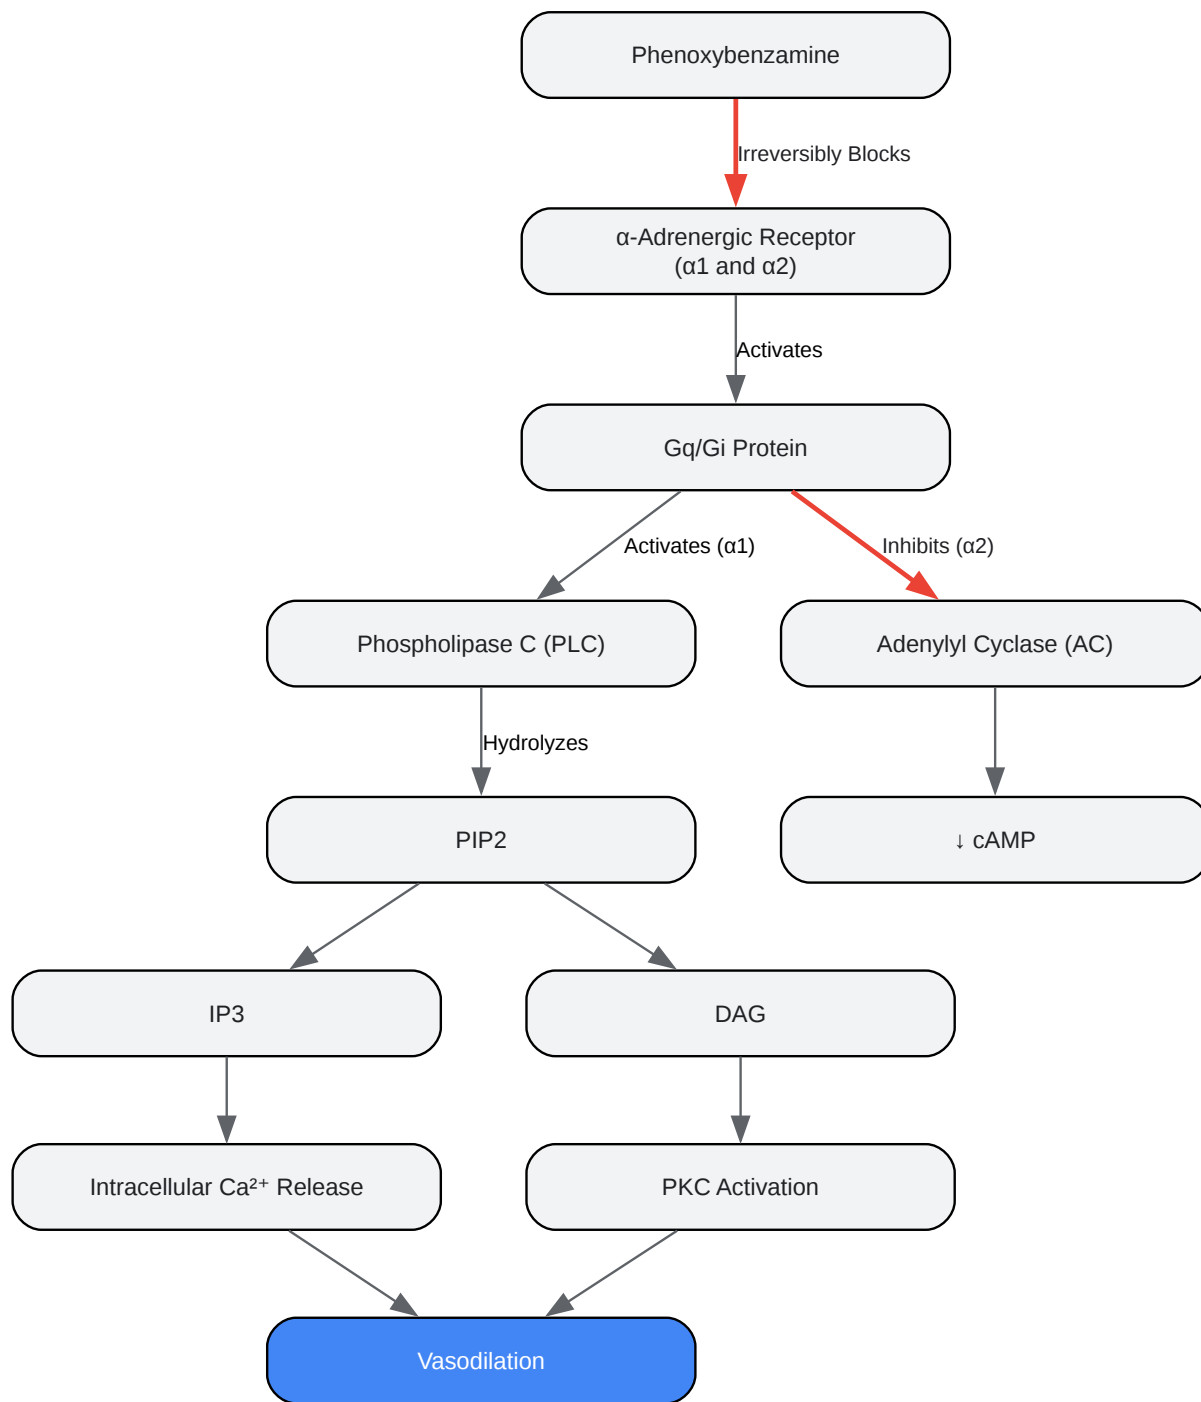 Phenoxybenzamine
Irreversibly Blocks
α-Adrenergic Receptor
(α1 and α2)
Activates
Gq/Gi Protein
Activates (α1)
Inhibits (α2)
Phospholipase C (PLC)
Adenylyl Cyclase (AC)
Hydrolyzes
PIP2
↓ cAMP
IP3
DAG
Intracellular Ca²⁺ Release
PKC Activation
Vasodilation